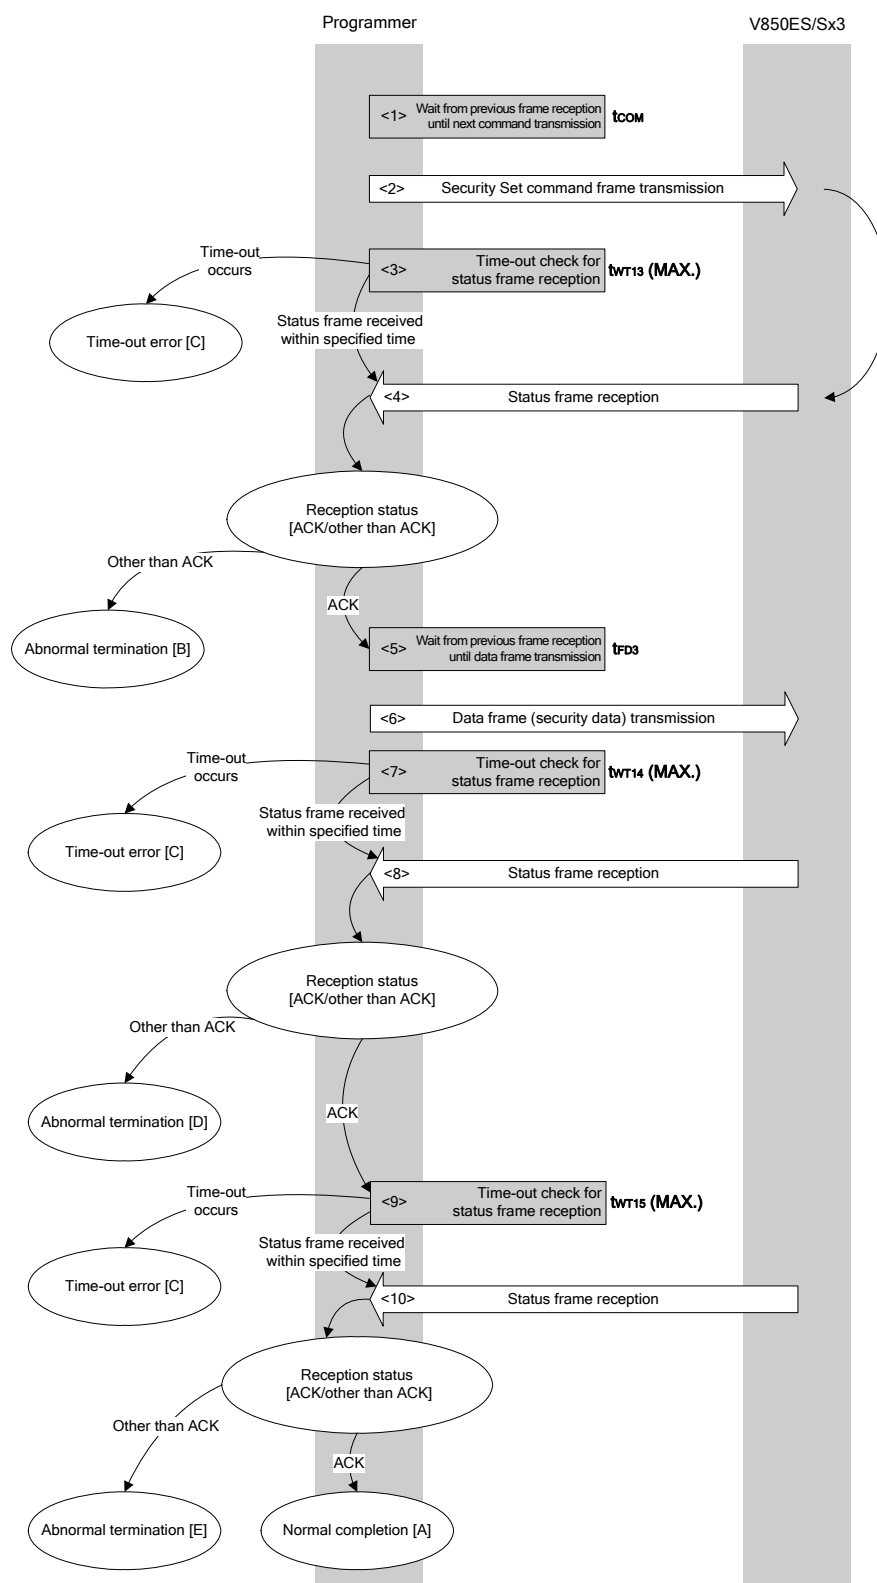 Programmer
V850ES/Sx3
<1> Wait from previous frame reception
until next command transmission
tCOM
<2> Security Set command frame transmission
Time-out
occurs
<3> Time-out check for
status frame reception
tWT13 (MAX.)
Time-out error [C]
Status frame received
within specified time
<4> Status frame reception
Reception status
[ACK/other than ACK]
Other than ACK
ACK
Abnormal termination [B]
<5> Wait from previous frame reception
until data frame transmission
tFD3
<6> Data frame (security data) transmission
Time-out
occurs
<7> Time-out check for
status frame reception
tWT14 (MAX.)
Status frame received
within specified time
Time-out error [C]
<8> Status frame reception
Reception status
[ACK/other than ACK]
Other than ACK
ACK
Abnormal termination [D]
Time-out
occurs
<9> Time-out check for
status frame reception
tWT15 (MAX.)
Status frame received
within specified time
Time-out error [C]
<10> Status frame reception
Reception status
[ACK/other than ACK]
Other than ACK
ACK
Abnormal termination [E]
Normal completion [A]